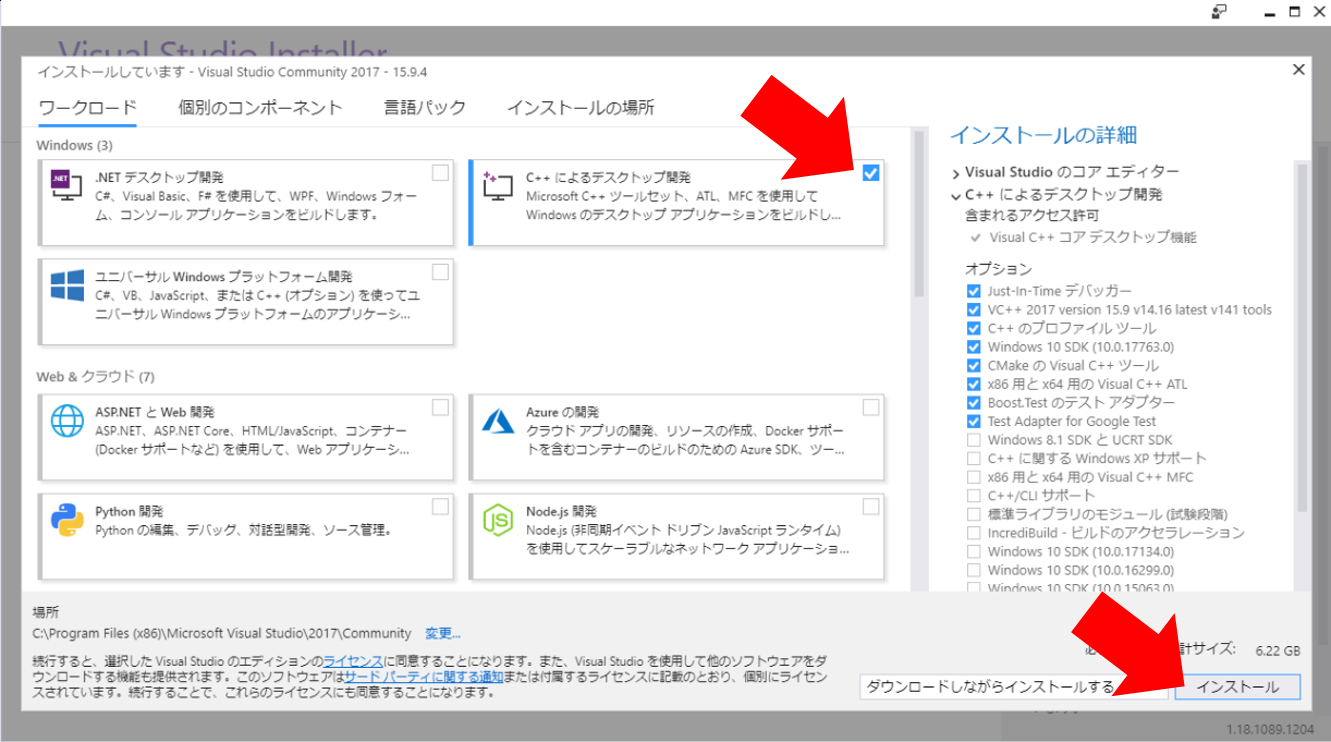 Visual Studio Installer
インストールしています - Visual Studio Community 2017 - 15.9.4
ワークロード 個別のコンポーネント 言語パック インストールの場所
Windows (3)
.NET
.NET デスクトップ開発
C#、Visual Basic、F# を使用して、WPF、Windows フォー
ム、コンソール アプリケーションをビルドします。
C++ によるデスクトップ開発
Microsoft C++ ツールセット、ATL、MFC を使用して
Windows のデスクトップ アプリケーションをビルドし...
ユニバーサル Windows プラットフォーム開発
C#、VB、JavaScript、または C++ (オプション) を使ってユ
ニバーサル Windows プラットフォームのアプリケーシ...
Web & クラウド (7)
ASP.NET と Web 開発
ASP.NET、ASP.NET Core、HTML/JavaScript、コンテナー
(Docker サポートなど) を使用して、Web アプリケーシ...
Azure の開発
クラウド アプリの開発、リソースの作成、Docker サポー
トを含むコンテナーのビルドのための Azure SDK、ツー...
Python 開発
Python の編集、デバッグ、対話型開発、ソース管理。
JS
Node.js 開発
Node.js (非同期イベント ドリブン JavaScript ランタイム)
を使用してスケーラブルなネットワーク アプリケーショ...
インストールの詳細
Visual Studio のコア エディター
C++ によるデスクトップ開発
含まれるアクセス許可
Visual C++ コア デスクトップ機能
オプション
Just-In-Time デバッガー
VC++ 2017 version 15.9 v14.16 latest v141 tools
C++ のプロファイル ツール
Windows 10 SDK (10.0.17763.0)
CMake の Visual C++ ツール
x86 用と x64 用の Visual C++ ATL
Boost.Test のテスト アダプター
Test Adapter for Google Test
Windows 8.1 SDK と UCRT SDK
C++ に関する Windows XP サポート
x86 用と x64 用の Visual C++ MFC
C++/CLI サポート
標準ライブラリのモジュール (試験段階)
IncrediBuild - ビルドのアクセラレーション
Windows 10 SDK (10.0.17134.0)
Windows 10 SDK (10.0.16299.0)
Windows 10 SDK (10.0.15063.0)
場所
C:\Program Files (x86)\Microsoft Visual Studio\2017\Community 変更...
続行すると、選択した Visual Studio のエディションのライセンスに同意することになります。また、Visual Studio を使用して他のソフトウェアをダ
ウンロードする機能も提供されます。このソフトウェアはサード パーティに関する通知または付属するライセンスに記載のとおり、個別にライセン
スされています。続行することで、これらのライセンスにも同意することになります。
計サイズ: 6.22 GB
ダウンロードしながらインストールする
インストール
1.18.1089.1204